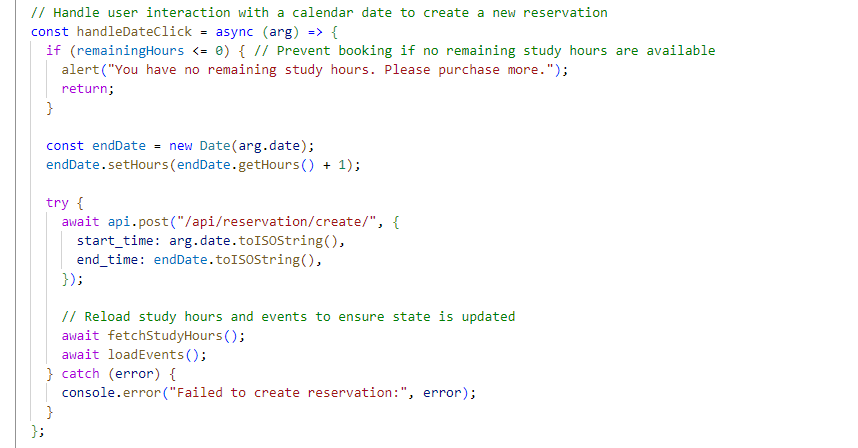 // Handle user interaction with a calendar date to create a new reservation
const handleDateClick = async (arg) => {
  if (remainingHours <= 0) { // Prevent booking if no remaining study hours are available
    alert("You have no remaining study hours. Please purchase more.");
    return;
  }

  const endDate = new Date(arg.date);
  endDate.setHours(endDate.getHours() + 1);

  try {
    await api.post("/api/reservation/create/", {
      start_time: arg.date.toISOString(),
      end_time: endDate.toISOString(),
    });

    // Reload study hours and events to ensure state is updated
    await fetchStudyHours();
    await loadEvents();
  } catch (error) {
    console.error("Failed to create reservation:", error);
  }
};